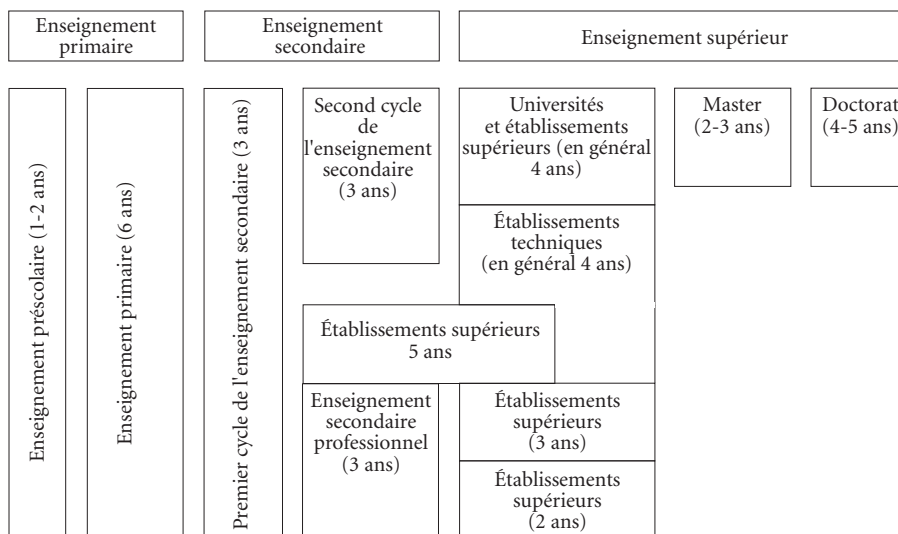 Enseignement
primaire
Enseignement
secondaire
Enseignement supérieur
Enseignement préscolaire (1-2 ans)
Enseignement primaire (6 ans)
Premier cycle de l'enseignement secondaire (3 ans)
Second cycle
de
l'enseignement
secondaire
(3 ans)
Universités
et établissements
supérieurs (en général
4 ans)
Master
(2-3 ans)
Doctorat
(4-5 ans)
Établissements
techniques
(en général 4 ans)
Établissements supérieurs
5 ans
Enseignement
secondaire
professionnel
(3 ans)
Établissements
supérieurs
(3 ans)
Établissements
supérieurs
(2 ans)